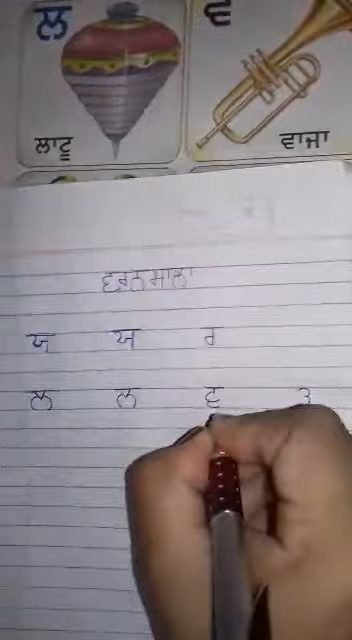 ਲ ਵ
ਲਾਟੂ ਵਾਜਾ
ਵਰਨਮਾਲਾ
ਯ ਯ ਰ
ਲ ਲ ਵ